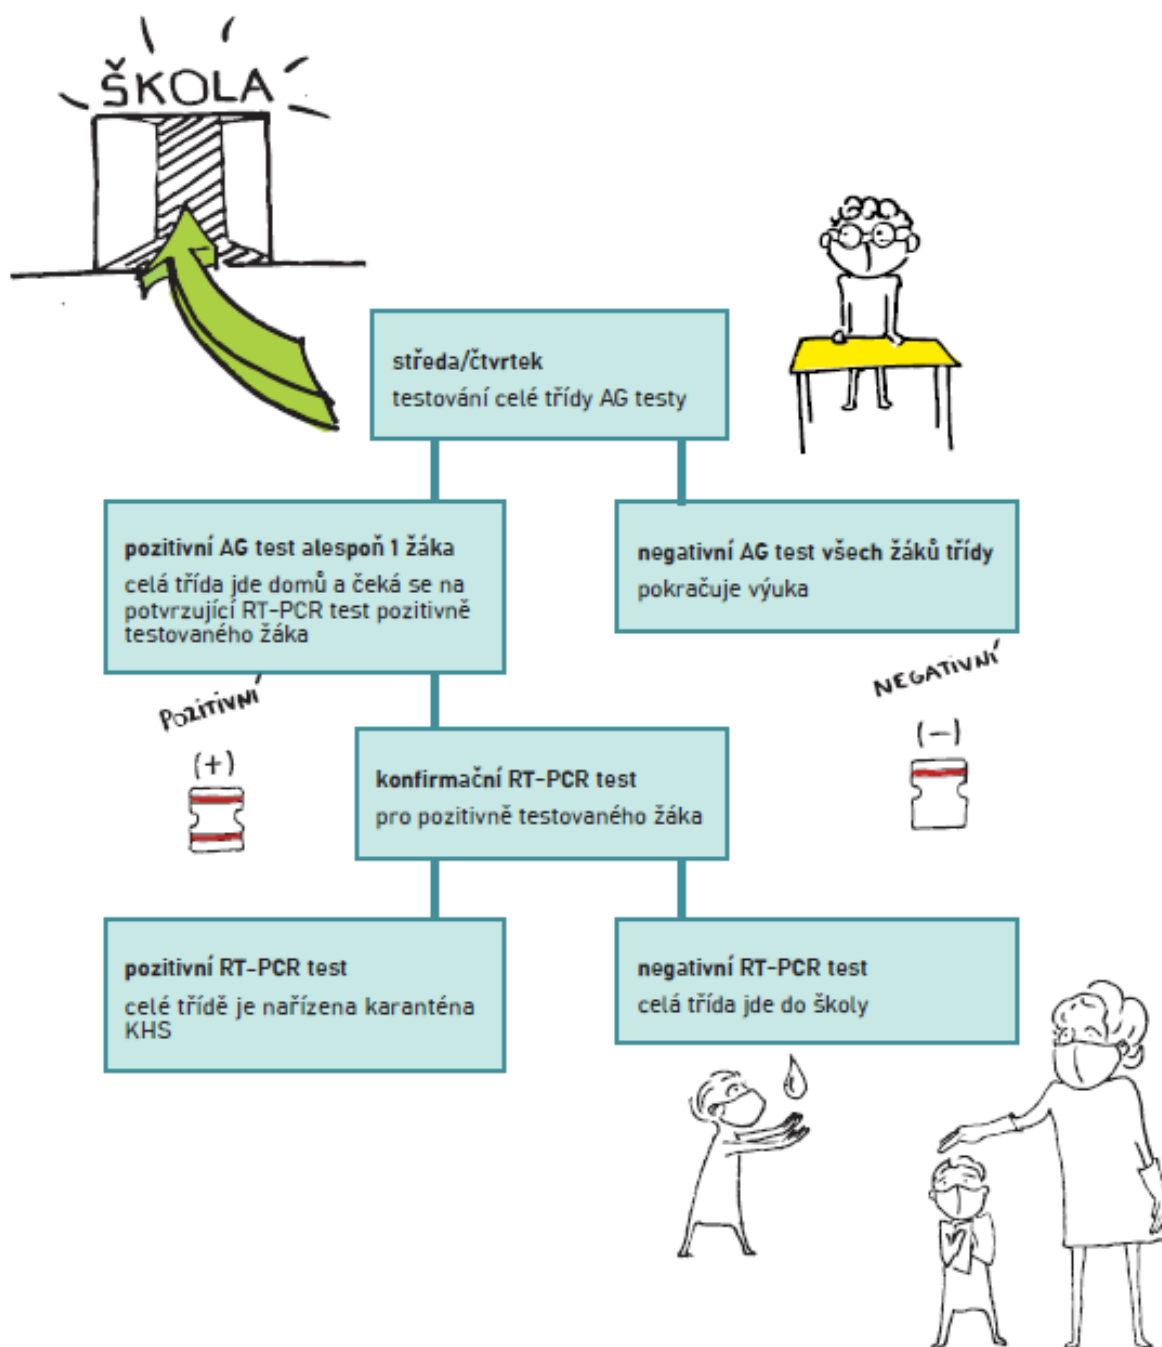 ŠKOLA
středa/čtvrtek
testování celé třídy AG testy
pozitivní AG test alespoň 1 žáka
celá třída jde domů a čeká se na
potvrzující RT-PCR test pozitivně
testovaného žáka
negativní AG test všech žáků třídy
pokračuje výuka
POZITIVNÍ
(+)
NEGATIVNÍ
(-)
konfirmační RT-PCR test
pro pozitivně testovaného žáka
pozitivní RT-PCR test
celé třídě je nařízena karanténa
KHS
negativní RT-PCR test
celá třída jde do školy